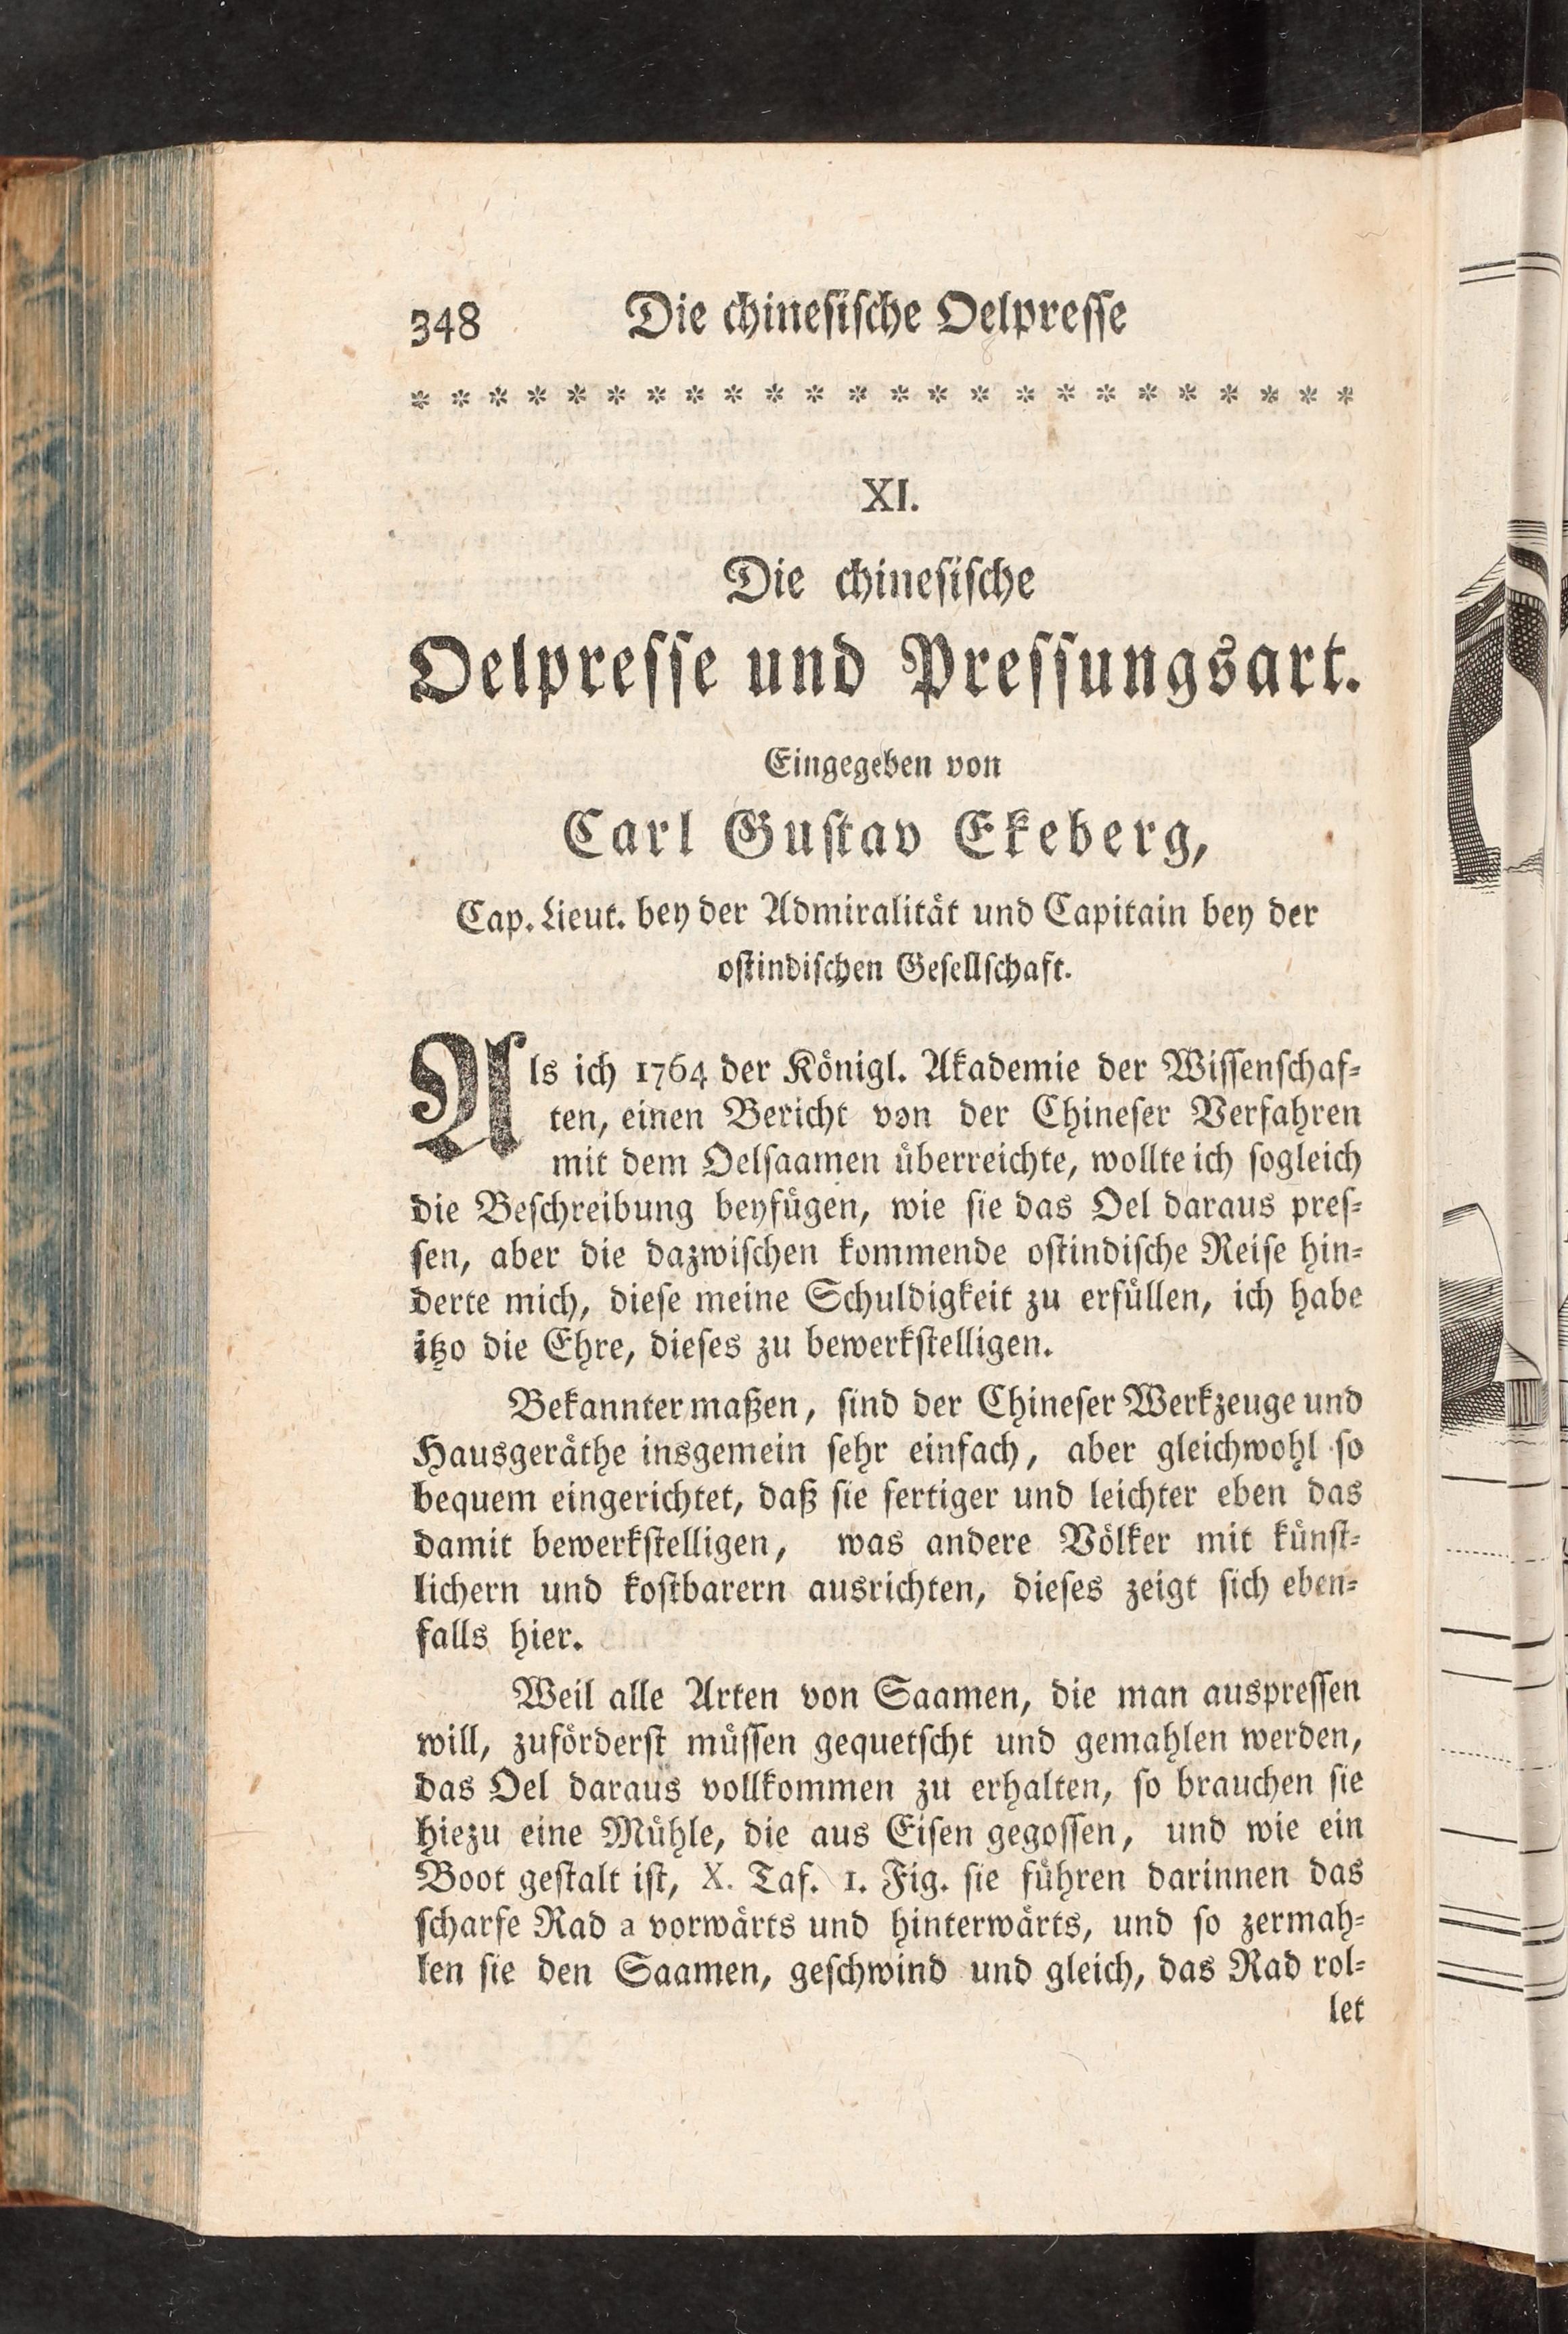 348 Die chinesische Oelpresse
* * * * * * * * * * * * * * * * * * * * * * * *
XI.
Die chinesische
Oelpresse und Pressungsart.
Eingegeben von
Carl Gustav Ekeberg,
Cap. Lieut. bey der Admiralität und Capitain bey der
ostindischen Gesellschaft.
Als ich 1764 der Königl. Akademie der Wissenschaf-
ten, einen Bericht von der Chineser Verfahren
mit dem Oelsaamen überreichte, wollte ich sogleich
die Beschreibung beyfügen, wie sie das Oel daraus pres-
sen, aber die dazwischen kommende ostindische Reise hin-
derte mich, diese meine Schuldigkeit zu erfüllen, ich habe
itzo die Ehre, dieses zu bewerkstelligen.
Bekanntermaßen, sind der Chineser Werkzeuge und
Hausgeräthe insgemein sehr einfach, aber gleichwohl so
bequem eingerichtet, daß sie fertiger und leichter eben das
damit bewerkstelligen, was andere Völker mit künst-
lichern und kostbarern ausrichten, dieses zeigt sich eben-
falls hier.
Weil alle Arten von Saamen, die man auspressen
will, zuförderst müssen gequetscht und gemahlen werden,
das Oel daraus vollkommen zu erhalten, so brauchen sie
hiezu eine Mühle, die aus Eisen gegossen, und wie ein
Boot gestalt ist, X. Taf. 1. Fig. sie führen darinnen das
scharfe Rad a vorwärts und hinterwärts, und so zermah-
len sie den Saamen, geschwind und gleich, das Rad rol-
let